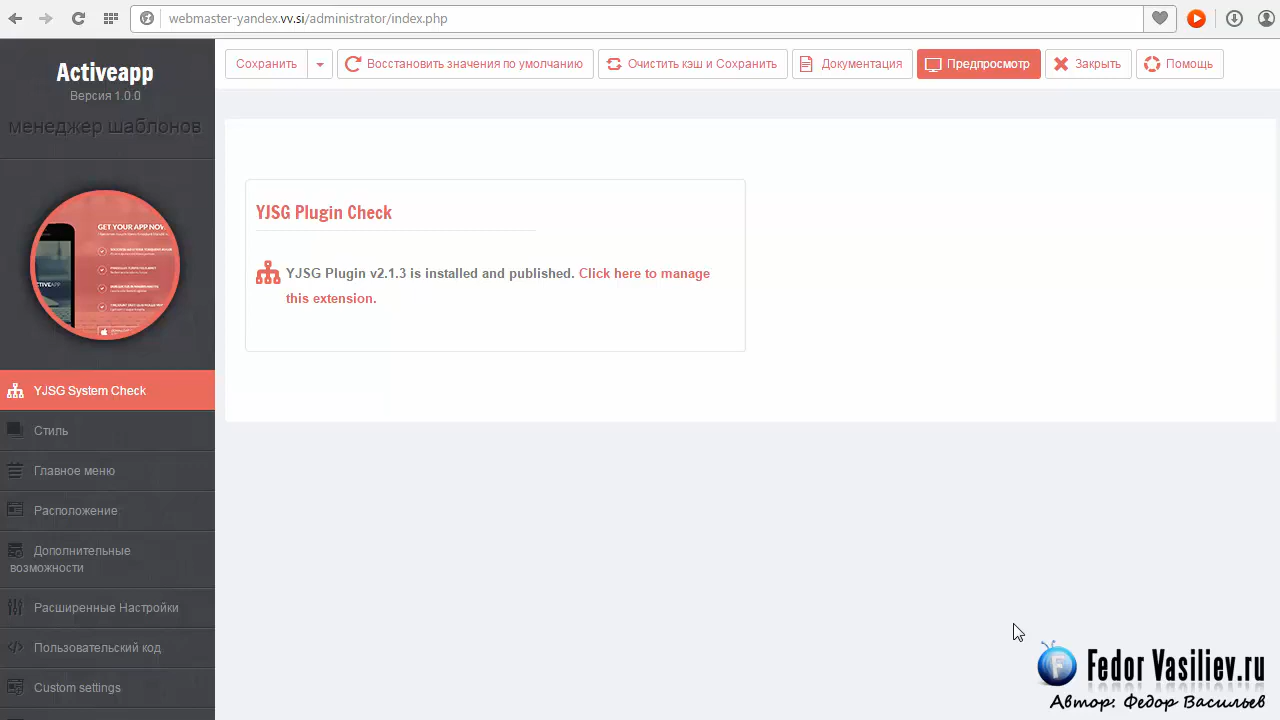 webmaster-yandex.vv.si/administrator/index.php
Activeapp
Версия 1.0.0
менеджер шаблонов
Сохранить
Восстановить значения по умолчанию
Очистить кэш и Сохранить
Документация
Предпросмотр
Закрыть
Помощь
GET YOUR APP NOW
YJSG Plugin Check
YJSG Plugin v2.1.3 is installed and published. Click here to manage
this extension.
YJSG System Check
Стиль
Главное меню
Расположение
Дополнительные
возможности
Расширенные Настройки
Пользовательский код
Custom settings
Fedor Vasiliev.ru
Автор: Федор Васильев